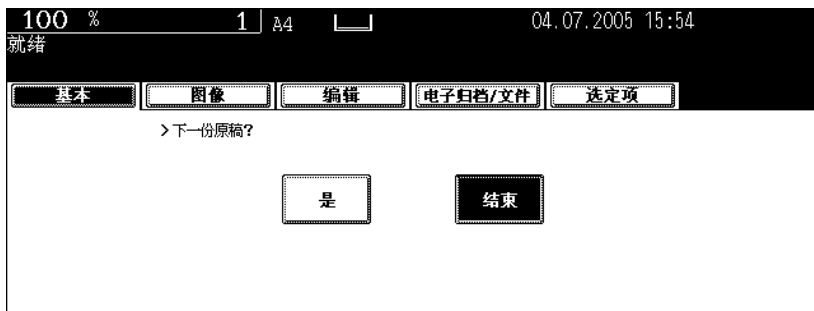 100 % 1 A4 04.07.2005 15:54
就绪
基本 图像 编辑 电子归档/文件 选定项
>下一份原稿?
是 结束